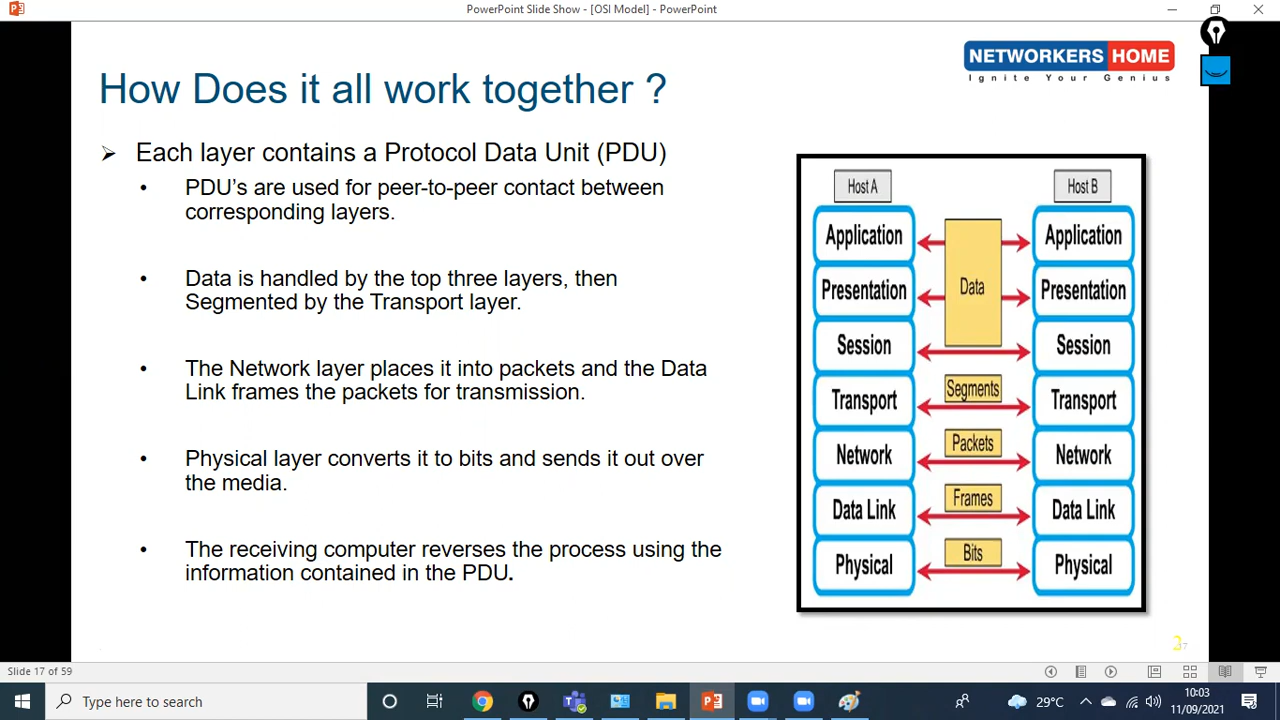 PowerPoint Slide Show - [OSI Model] - PowerPoint
How Does it all work together ?
NETWORKERS HOME
Ignite Your Genius
Each layer contains a Protocol Data Unit (PDU)
• PDU's are used for peer-to-peer contact between
corresponding layers.
• Data is handled by the top three layers, then
Segmented by the Transport layer.
• The Network layer places it into packets and the Data
Link frames the packets for transmission.
• Physical layer converts it to bits and sends it out over
the media.
• The receiving computer reverses the process using the
information contained in the PDU.
Host A Host B
Application Application
Presentation Data Presentation
Session Session
Transport Segments Transport
Network Packets Network
Data Link Frames Data Link
Physical Bits Physical
Slide 17 of 59
Type here to search
29°C
10:03
11/09/2021